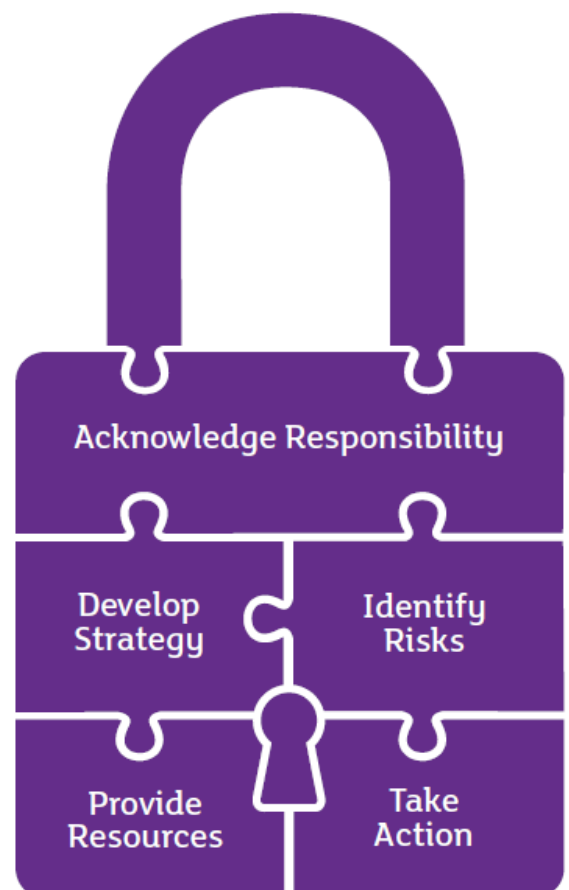 Acknowledge Responsibility
Develop
Strategy
Identify
Risks
Provide
Resources
Take
Action